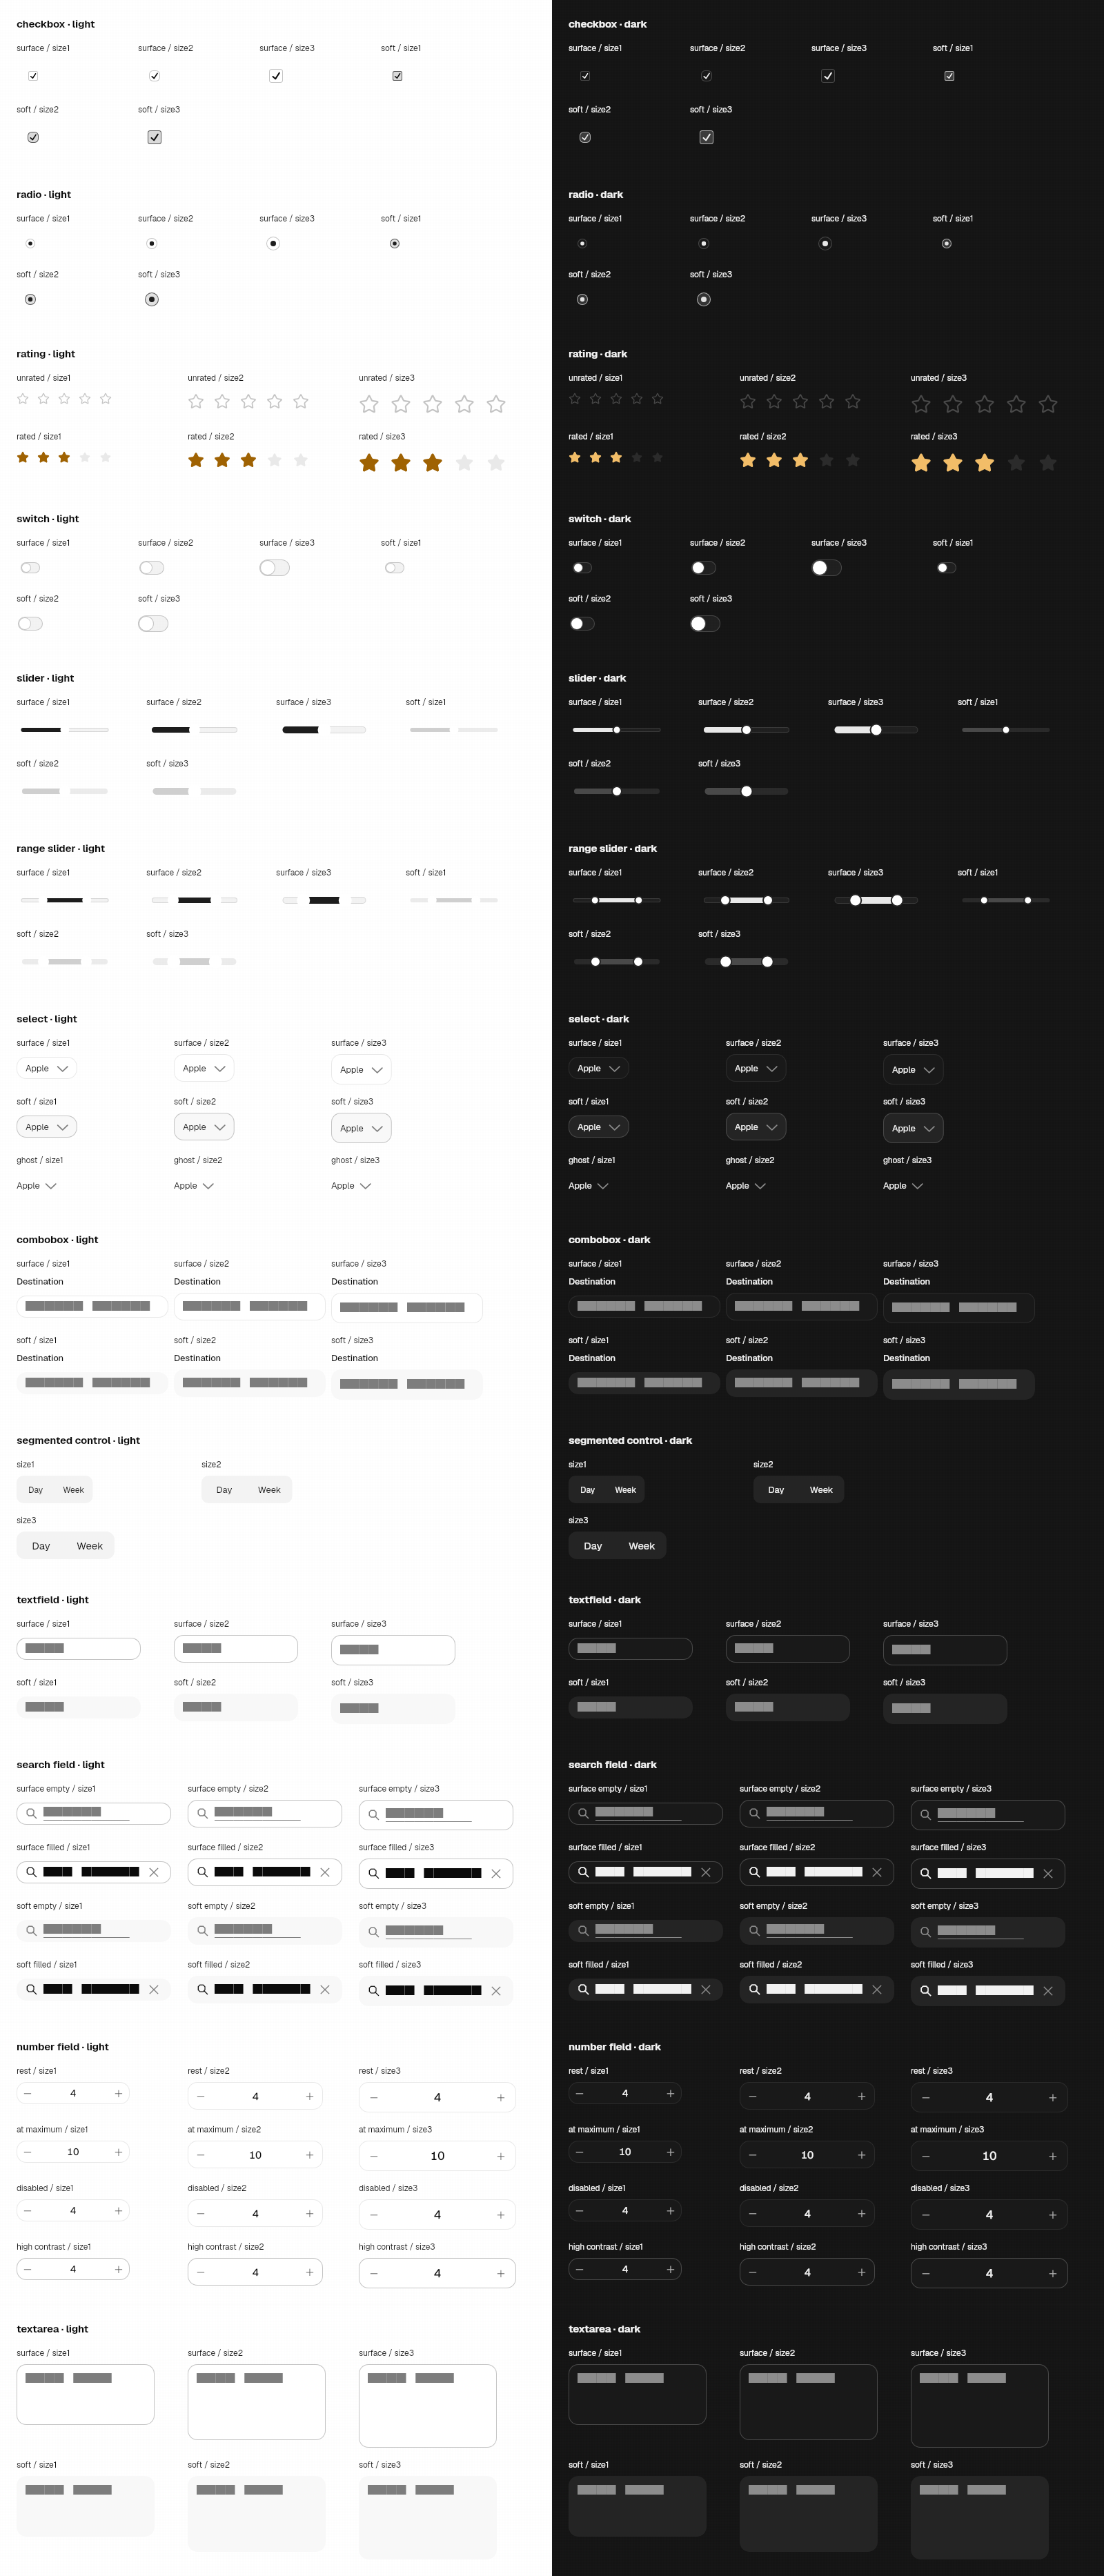 checkbox · light
surface / size1
surface / size2
surface / size3
soft / size1
soft / size2
soft / size3
radio · light
surface / size1
surface / size2
surface / size3
soft / size1
soft / size2
soft / size3
rating · light
unrated / size1
unrated / size2
unrated / size3
rated / size1
rated / size2
rated / size3
switch · light
surface / size1
surface / size2
surface / size3
soft / size1
soft / size2
soft / size3
slider · light
surface / size1
surface / size2
surface / size3
soft / size1
soft / size2
soft / size3
range slider · light
surface / size1
surface / size2
surface / size3
soft / size1
soft / size2
soft / size3
select · light
surface / size1
surface / size2
surface / size3
Apple
Apple
Apple
soft / size1
soft / size2
soft / size3
Apple
Apple
Apple
ghost / size1
ghost / size2
ghost / size3
Apple
Apple
Apple
combobox · light
surface / size1
surface / size2
surface / size3
Destination
Destination
Destination
soft / size1
soft / size2
soft / size3
Destination
Destination
Destination
segmented control · light
size1
size2
Day Week
Day Week
size3
Day Week
textfield · light
surface / size1
surface / size2
surface / size3
soft / size1
soft / size2
soft / size3
search field · light
surface empty / size1
surface empty / size2
surface empty / size3
surface filled / size1
surface filled / size2
surface filled / size3
soft empty / size1
soft empty / size2
soft empty / size3
soft filled / size1
soft filled / size2
soft filled / size3
number field · light
rest / size1
rest / size2
rest / size3
− 4 +
− 4 +
− 4 +
at maximum / size1
at maximum / size2
at maximum / size3
− 10 +
− 10 +
− 10 +
disabled / size1
disabled / size2
disabled / size3
− 4 +
− 4 +
− 4 +
high contrast / size1
high contrast / size2
high contrast / size3
− 4 +
− 4 +
− 4 +
textarea · light
surface / size1
surface / size2
surface / size3
soft / size1
soft / size2
soft / size3
checkbox · dark
surface / size1
surface / size2
surface / size3
soft / size1
soft / size2
soft / size3
radio · dark
surface / size1
surface / size2
surface / size3
soft / size1
soft / size2
soft / size3
rating · dark
unrated / size1
unrated / size2
unrated / size3
rated / size1
rated / size2
rated / size3
switch · dark
surface / size1
surface / size2
surface / size3
soft / size1
soft / size2
soft / size3
slider · dark
surface / size1
surface / size2
surface / size3
soft / size1
soft / size2
soft / size3
range slider · dark
surface / size1
surface / size2
surface / size3
soft / size1
soft / size2
soft / size3
select · dark
surface / size1
surface / size2
surface / size3
Apple
Apple
Apple
soft / size1
soft / size2
soft / size3
Apple
Apple
Apple
ghost / size1
ghost / size2
ghost / size3
Apple
Apple
Apple
combobox · dark
surface / size1
surface / size2
surface / size3
Destination
Destination
Destination
soft / size1
soft / size2
soft / size3
Destination
Destination
Destination
segmented control · dark
size1
size2
Day Week
Day Week
size3
Day Week
textfield · dark
surface / size1
surface / size2
surface / size3
soft / size1
soft / size2
soft / size3
search field · dark
surface empty / size1
surface empty / size2
surface empty / size3
surface filled / size1
surface filled / size2
surface filled / size3
soft empty / size1
soft empty / size2
soft empty / size3
soft filled / size1
soft filled / size2
soft filled / size3
number field · dark
rest / size1
rest / size2
rest / size3
− 4 +
− 4 +
− 4 +
at maximum / size1
at maximum / size2
at maximum / size3
− 10 +
− 10 +
− 10 +
disabled / size1
disabled / size2
disabled / size3
− 4 +
− 4 +
− 4 +
high contrast / size1
high contrast / size2
high contrast / size3
− 4 +
− 4 +
− 4 +
textarea · dark
surface / size1
surface / size2
surface / size3
soft / size1
soft / size2
soft / size3